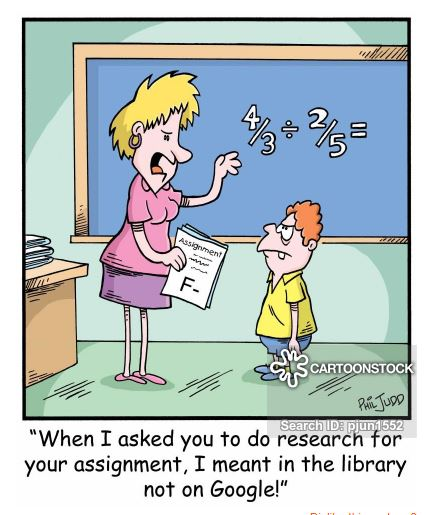 4/3 ÷ 2/5 =
Assignment
F-
CARTOONSTOCK
PHIL JUDD
Search ID: pjun1552
“When I asked you to do research for
your assignment, I meant in the library
not on Google!”